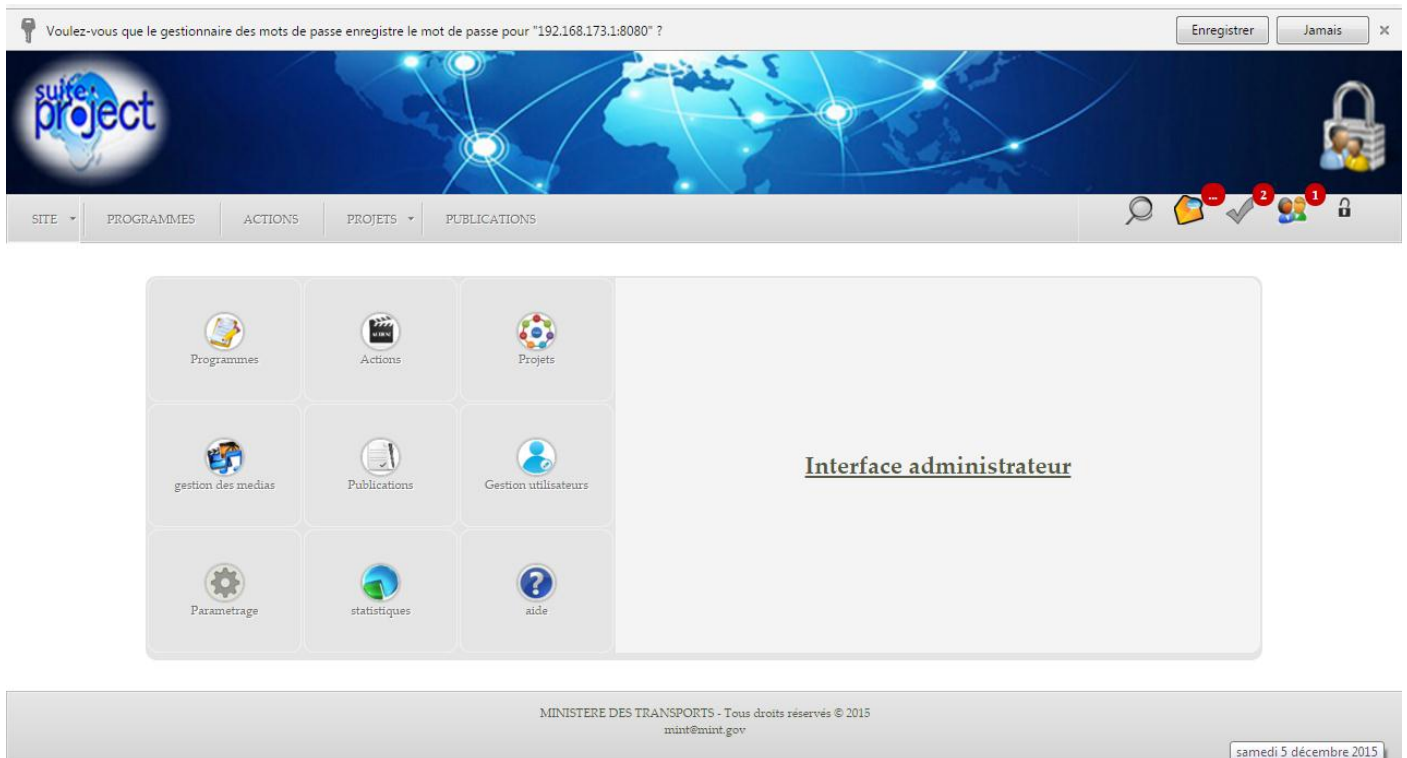 Voulez-vous que le gestionnaire des mots de passe enregistre le mot de passe pour "192.168.173.1:8080" ?
Enregistrer
Jamais
×
suite
project
SITE
PROGRAMMES
ACTIONS
PROJETS
PUBLICATIONS
...
2
1
Programmes
Actions
Projets
gestion des medias
Publications
Gestion utilisateurs
Interface administrateur
Parametrage
statistiques
?
aide
MINISTERE DES TRANSPORTS - Tous droits réservés © 2015
mint@mint.gov
samedi 5 décembre 2015